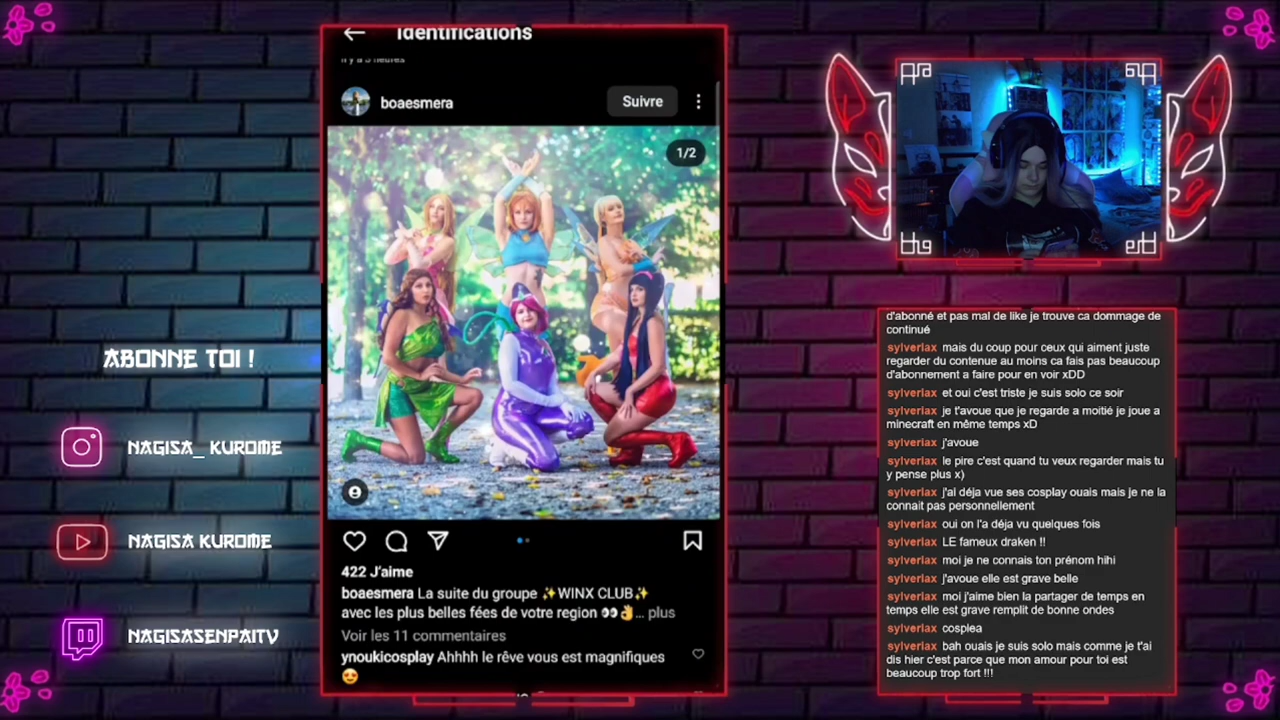 Identifications
il y a 3 heures
boaesmera
Suivre
1/2
422 J'aime
boaesmera La suite du groupe ✨WINX CLUB✨
avec les plus belles fées de votre region 👀👌... plus
Voir les 11 commentaires
ynoukicosplay Ahhhh le rêve vous est magnifiques
😍
ABONNE TOI !
NAGISA_ KUROME
NAGISA KUROME
NAGISASENPAITV
d'abonné et pas mal de like je trouve ca dommage de
continué
sylveriax mais du coup pour ceux qui aiment juste
regarder du contenue au moins ca fais pas beaucoup
d'abonnement a faire pour en voir xDD
sylveriax et oui c'est triste je suis solo ce soir
sylveriax je t'avoue que je regarde a moitié je joue a
minecraft en même temps xD
sylveriax j'avoue
sylveriax le pire c'est quand tu veux regarder mais tu
y pense plus x)
sylveriax j'ai déja vue ses cosplay ouais mais je ne la
connait pas personnellement
sylveriax oui on l'a déja vu quelques fois
sylveriax LE fameux draken !!
sylveriax moi je ne connais ton prénom hihi
sylveriax j'avoue elle est grave belle
sylveriax moi j'aime bien la partager de temps en
temps elle est grave remplit de bonne ondes
sylveriax cosplea
sylveriax bah ouais je suis solo mais comme je t'ai
dis hier c'est parce que mon amour pour toi est
beaucoup trop fort !!!